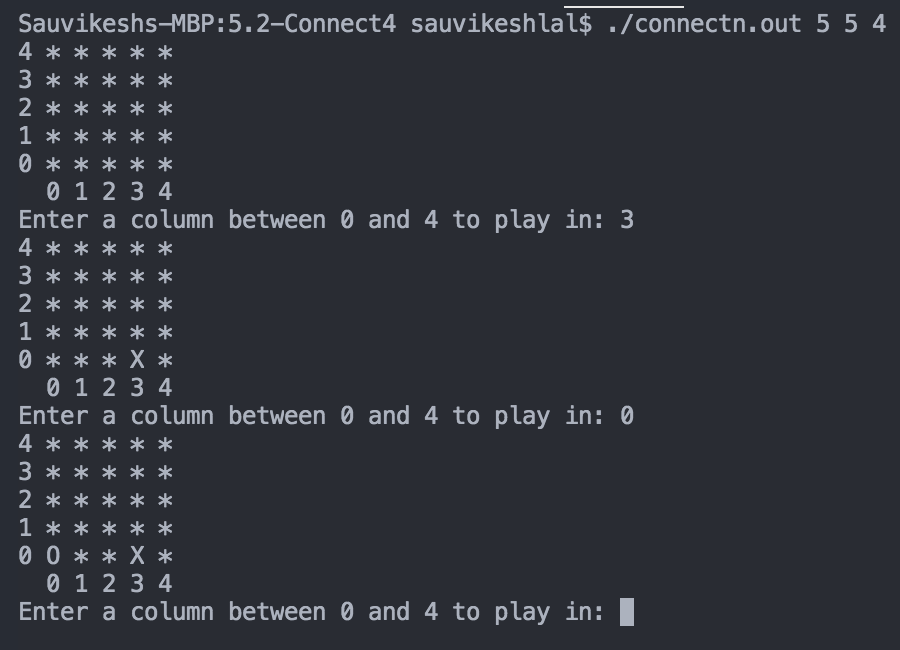 Sauvikeshs-MBP:5.2-Connect4 sauvikeshlal$ ./connectn.out 5 5 4
4 * * * * *
3 * * * * *
2 * * * * *
1 * * * * *
0 * * * * *
  0 1 2 3 4
Enter a column between 0 and 4 to play in: 3
4 * * * * *
3 * * * * *
2 * * * * *
1 * * * * *
0 * * * X *
  0 1 2 3 4
Enter a column between 0 and 4 to play in: 0
4 * * * * *
3 * * * * *
2 * * * * *
1 * * * * *
0 O * * X *
  0 1 2 3 4
Enter a column between 0 and 4 to play in: